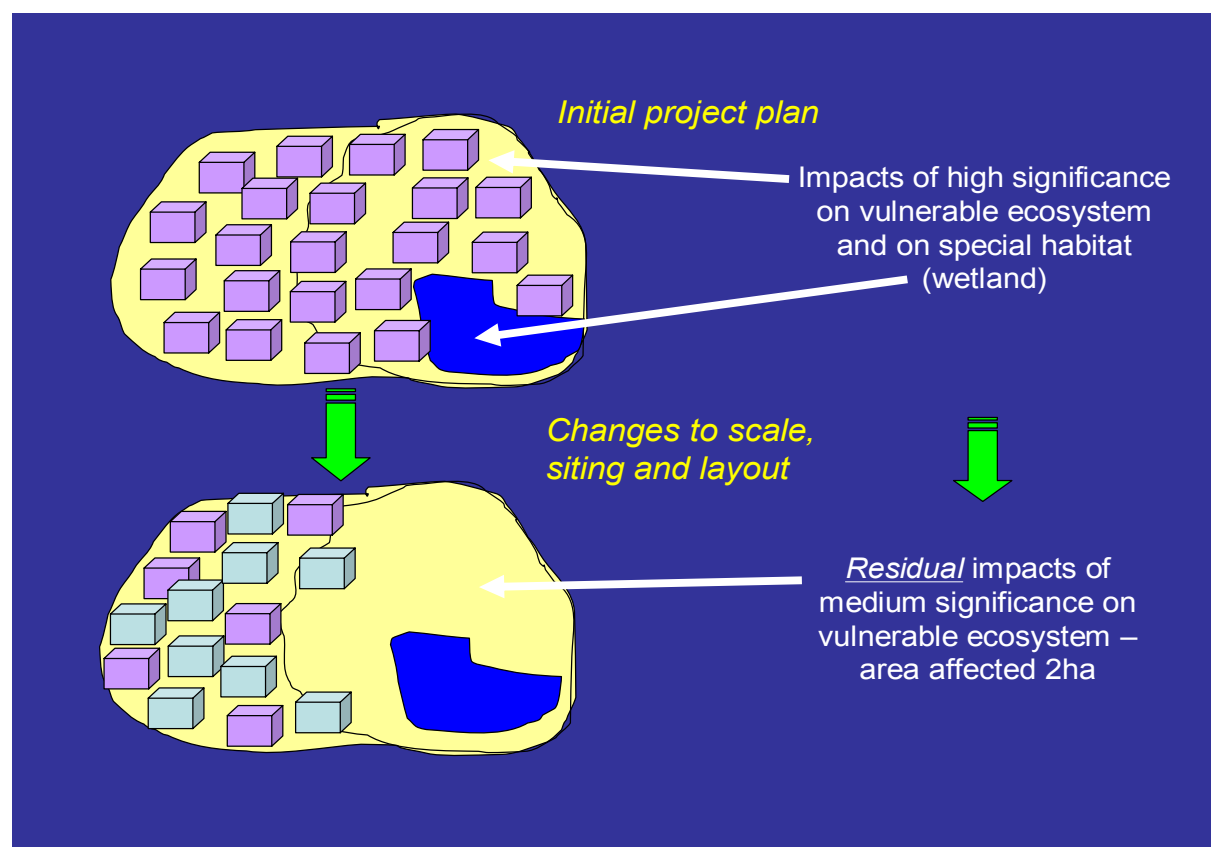 Initial project plan
Impacts of high significance
on vulnerable ecosystem
and on special habitat
(wetland)
Changes to scale,
siting and layout
Residual impacts of
medium significance on
vulnerable ecosystem –
area affected 2ha